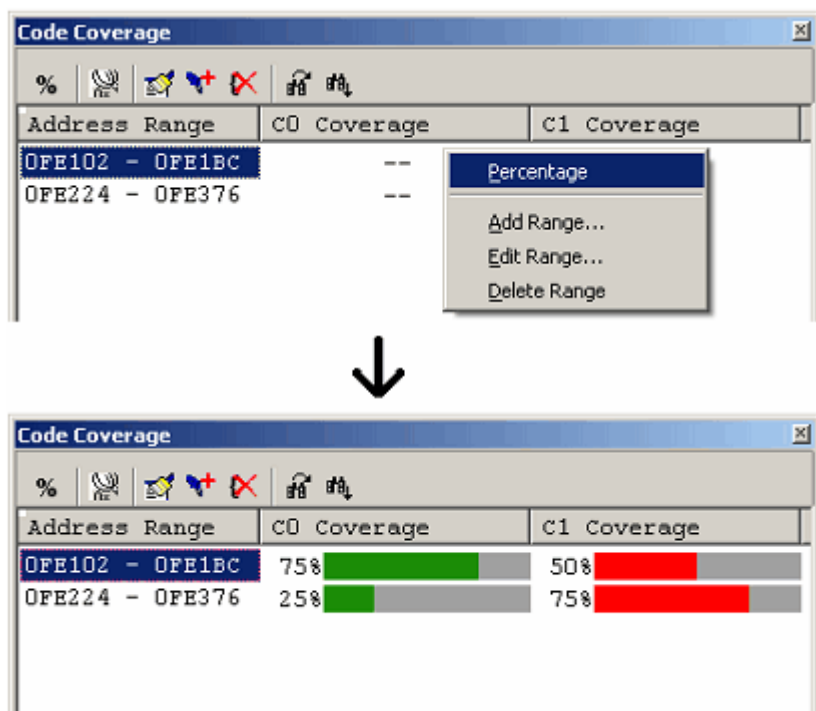 Code Coverage
%
Address Range C0 Coverage C1 Coverage
0FE102 - 0FE1BC --
0FE224 - 0FE376 --
Percentage
Add Range...
Edit Range...
Delete Range
Code Coverage
%
Address Range C0 Coverage C1 Coverage
0FE102 - 0FE1BC 75% 50%
0FE224 - 0FE376 25% 75%